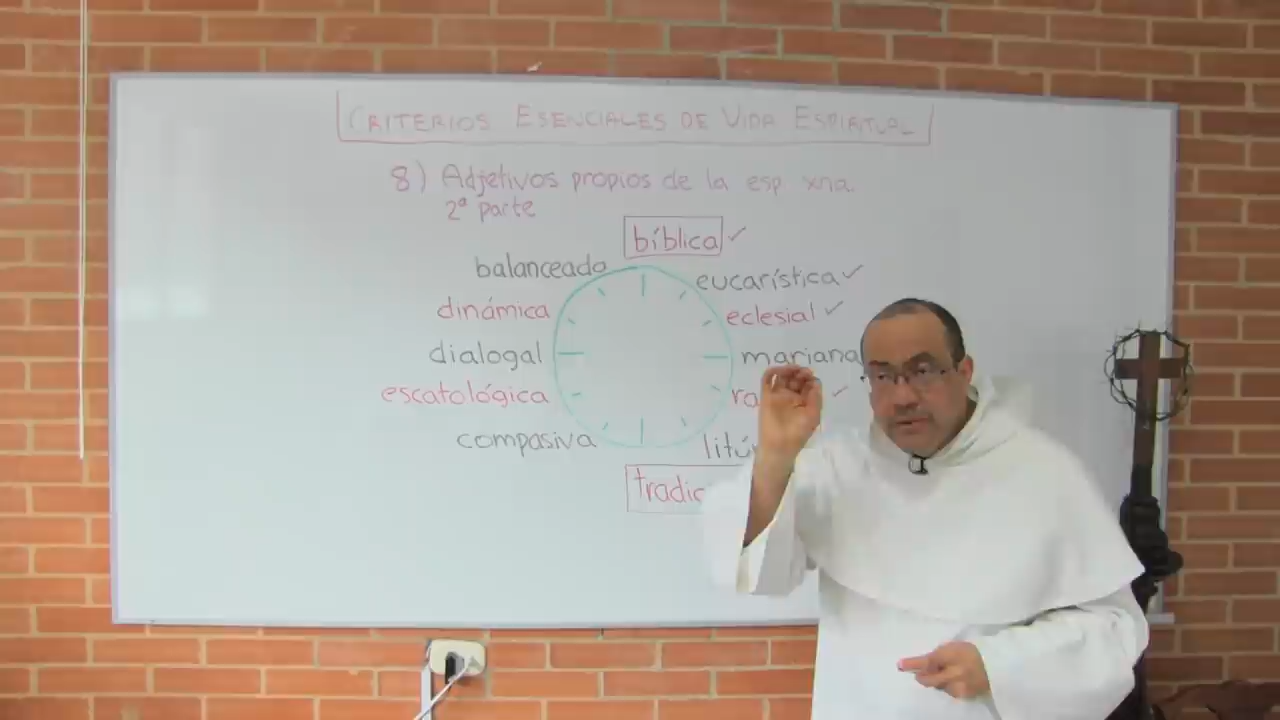 CRITERIOS ESENCIALES DE VIDA ESPIRITUAL
8) Adjetivos propios de la esp. xna.
2ª parte
bíblica ✓
balanceada
eucarística ✓
dinámica
eclesial ✓
dialogal
mariana
escatológica
compasiva